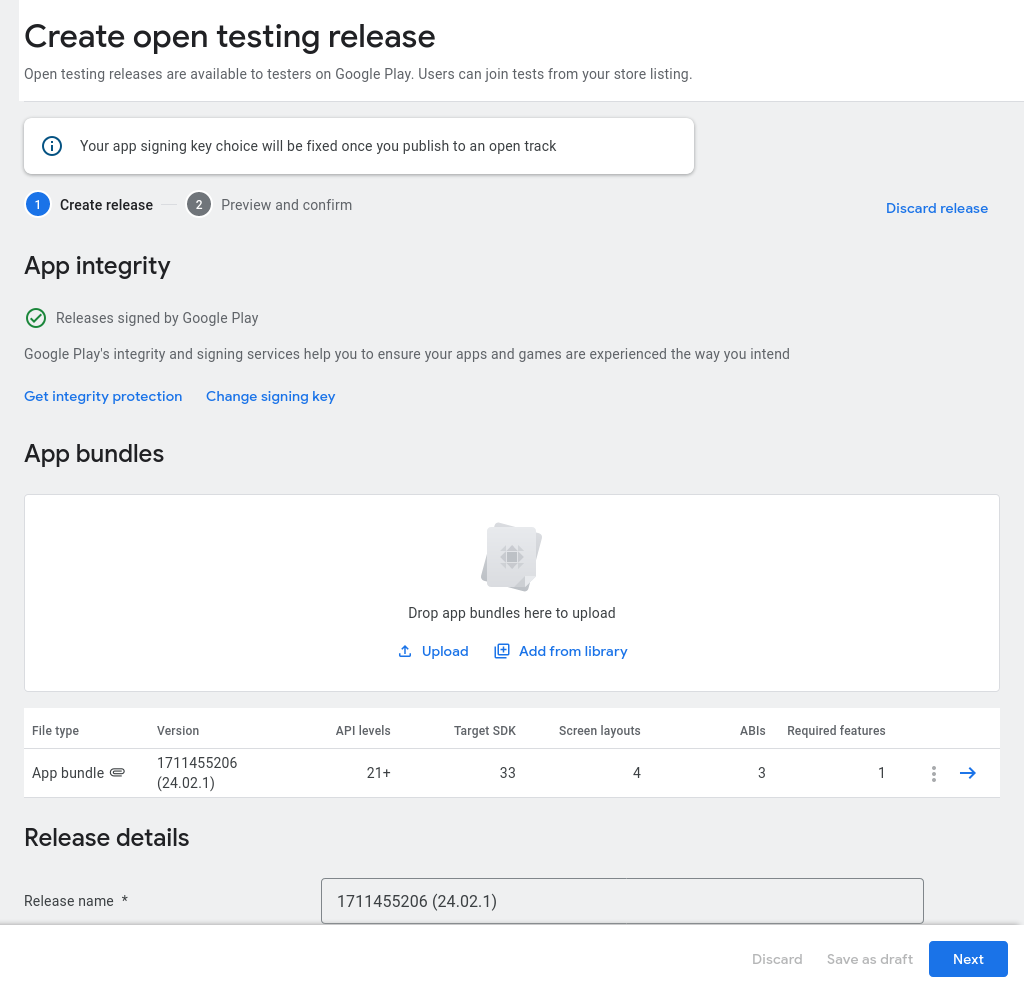 Create open testing release
Open testing releases are available to testers on Google Play. Users can join tests from your store listing.
Your app signing key choice will be fixed once you publish to an open track
1 Create release 2 Preview and confirm
Discard release
App integrity
Releases signed by Google Play
Google Play's integrity and signing services help you to ensure your apps and games are experienced the way you intend
Get integrity protection Change signing key
App bundles
Drop app bundles here to upload
Upload Add from library
File type Version API levels Target SDK Screen layouts ABIs Required features
App bundle 1711455206 21+ 33 4 3 1
(24.02.1)
Release details
Release name * 1711455206 (24.02.1)
Discard Save as draft Next